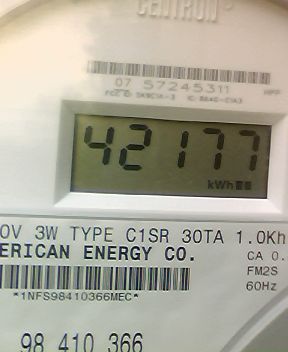 CENTRON
07 57245311
42177
kWh
0V 3W TYPE C1SR 30TA 1.0Kh
ERICAN ENERGY CO.
CA 0.
FM2S
*1NFS98410366MEC*
60Hz
98 410 366